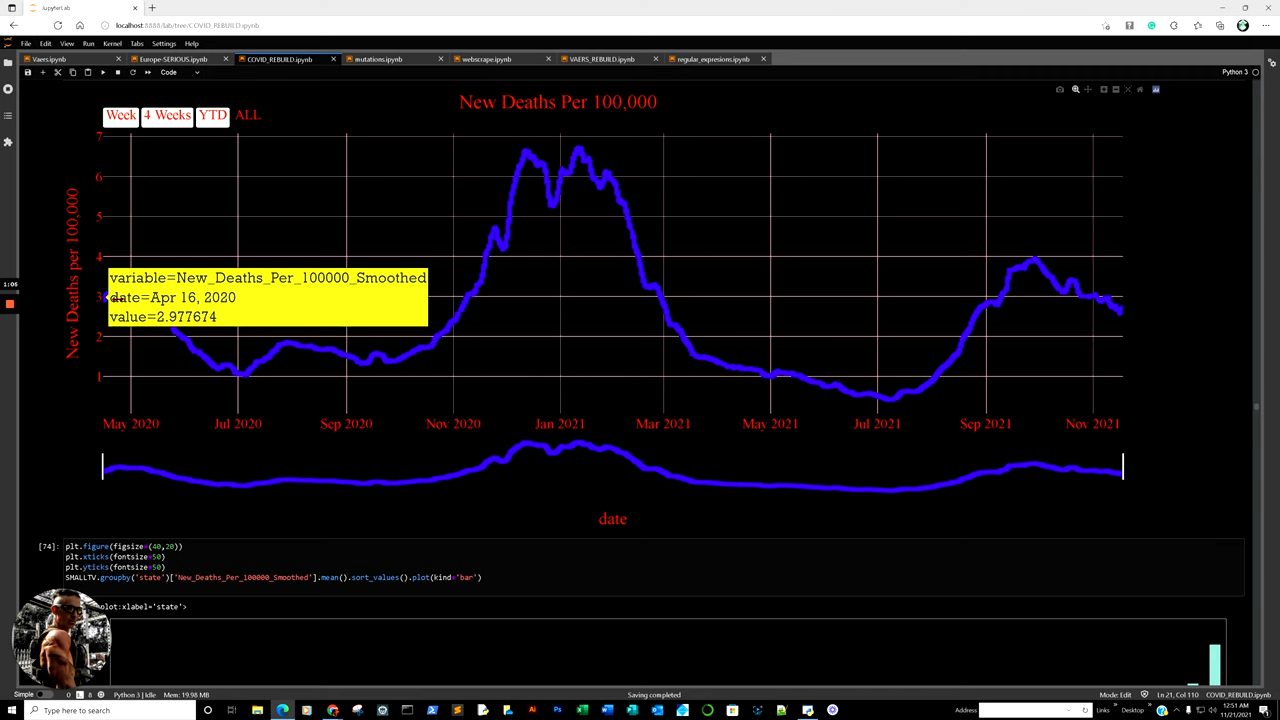 JupyterLab
localhost:8888/lab/tree/COVID_REBUILD.ipynb
File Edit View Run Kernel Tabs Settings Help
Vaers.ipynb Europe-SERIOUS.ipynb COVID_REBUILD.ipynb mutations.ipynb webscrape.ipynb VAERS_REBUILD.ipynb regular_expresions.ipynb
Code Python 3
New Deaths Per 100,000
Week 4 Weeks YTD ALL
New Deaths per 100,000
7
6
5
4
3
2
1
variable=New_Deaths_Per_100000_Smoothed
date=Apr 16, 2020
value=2.977674
1:06
May 2020 Jul 2020 Sep 2020 Nov 2020 Jan 2021 Mar 2021 May 2021 Jul 2021 Sep 2021 Nov 2021
date
[74]: plt.figure(figsize=(40,20))
plt.xticks(fontsize=50)
plt.yticks(fontsize=50)
SMALLTV.groupby('state')['New_Deaths_Per_100000_Smoothed'].mean().sort_values().plot(kind='bar')
plot:xlabel='state'>
Simple 0 8 Python 3 | Idle Mem: 19.98 MB Saving completed Mode: Edit Ln 21, Col 110 COVID_REBUILD.ipynb
Type here to search Address Links Desktop 12:51 AM
11/21/2021